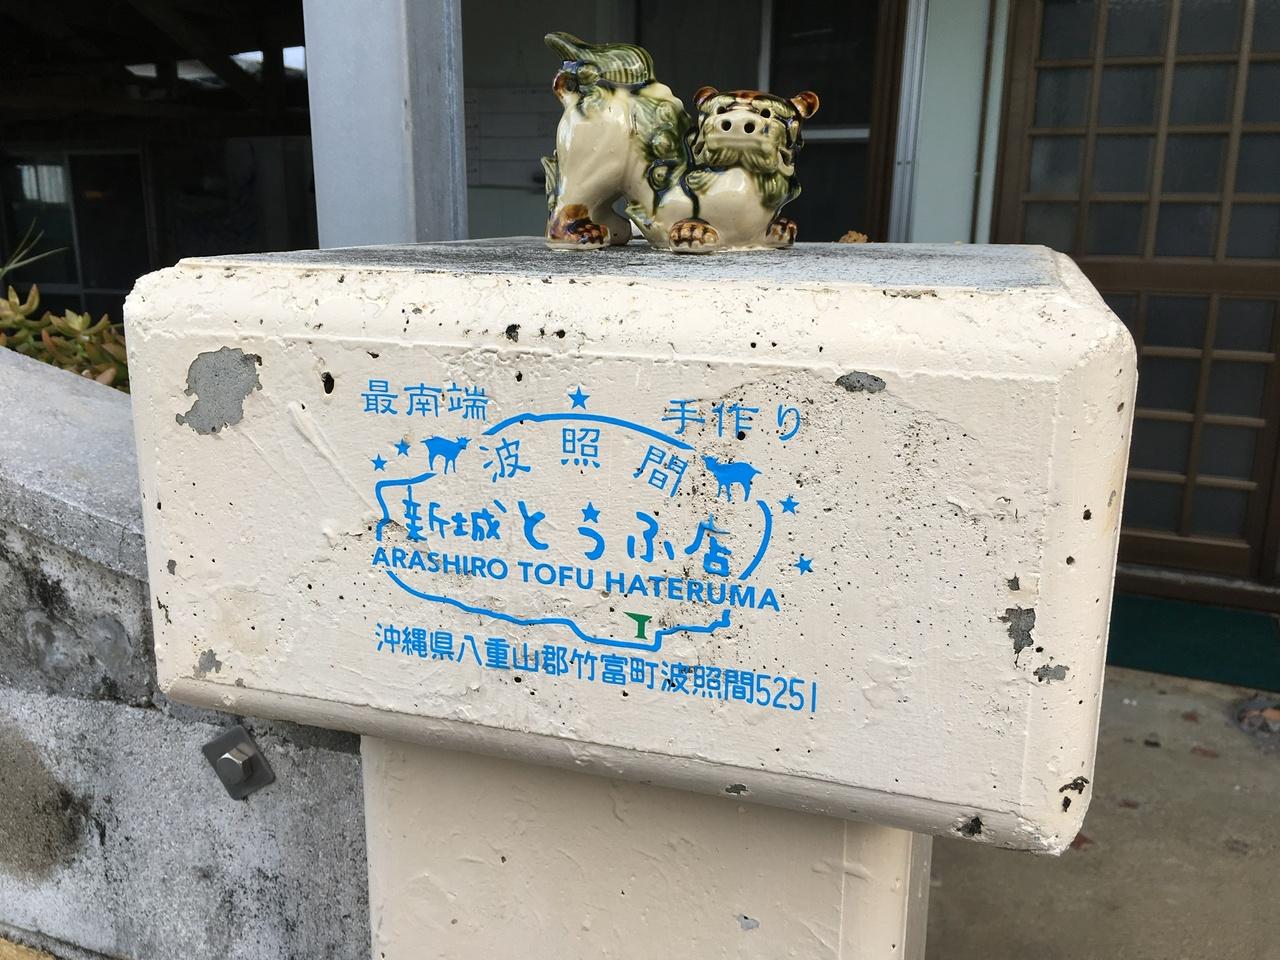 最南端 手作り
波照間
新城とうふ店
ARASHIRO TOFU HATERUMA
沖縄県八重山郡竹富町波照間5251